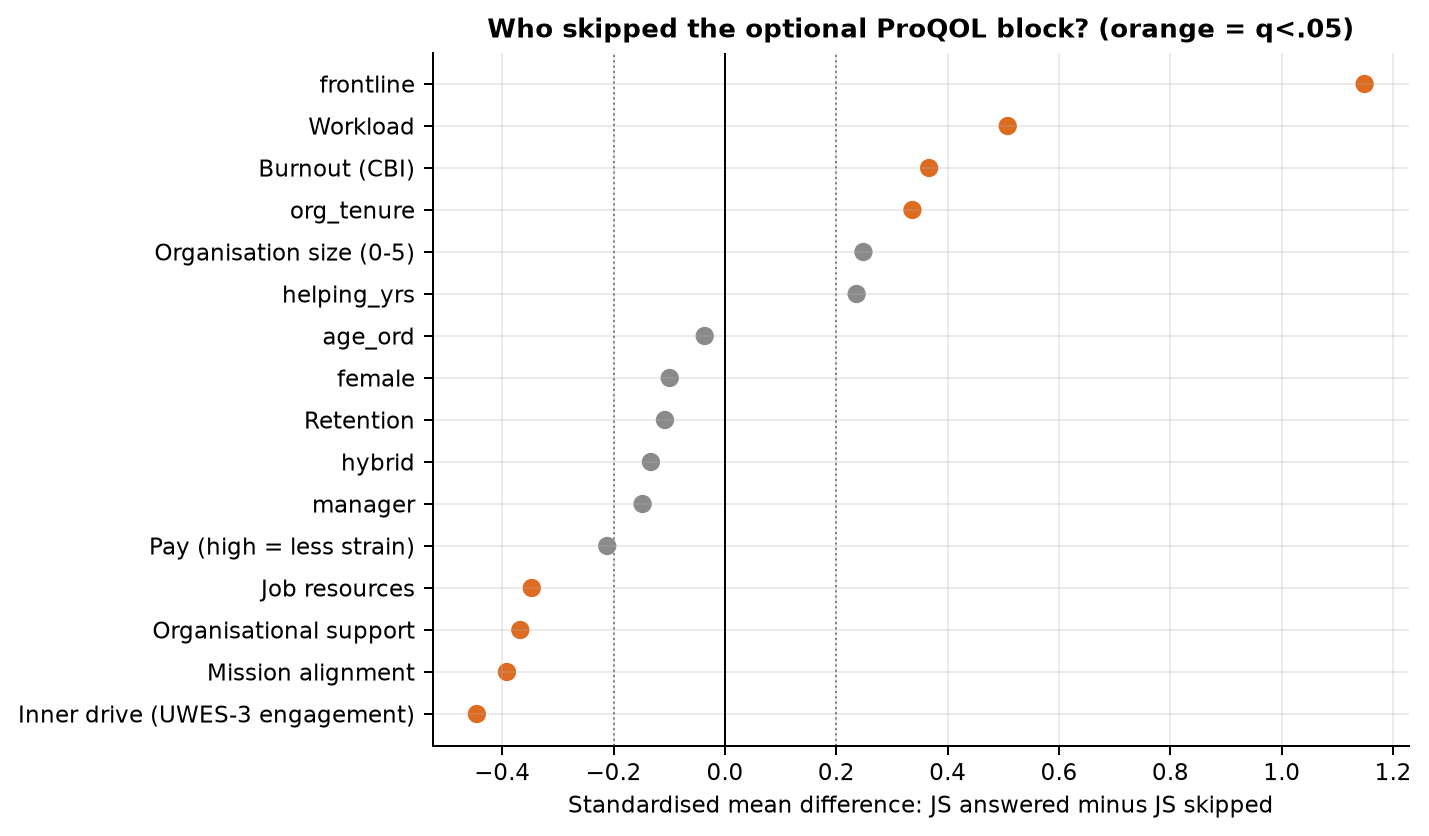 Who skipped the optional ProQOL block? (orange = q<.05)
frontline
Workload
Burnout (CBI)
org_tenure
Organisation size (0-5)
helping_yrs
age_ord
female
Retention
hybrid
manager
Pay (high = less strain)
Job resources
Organisational support
Mission alignment
Inner drive (UWES-3 engagement)
−0.4 −0.2 0.0 0.2 0.4 0.6 0.8 1.0 1.2
Standardised mean difference: JS answered minus JS skipped